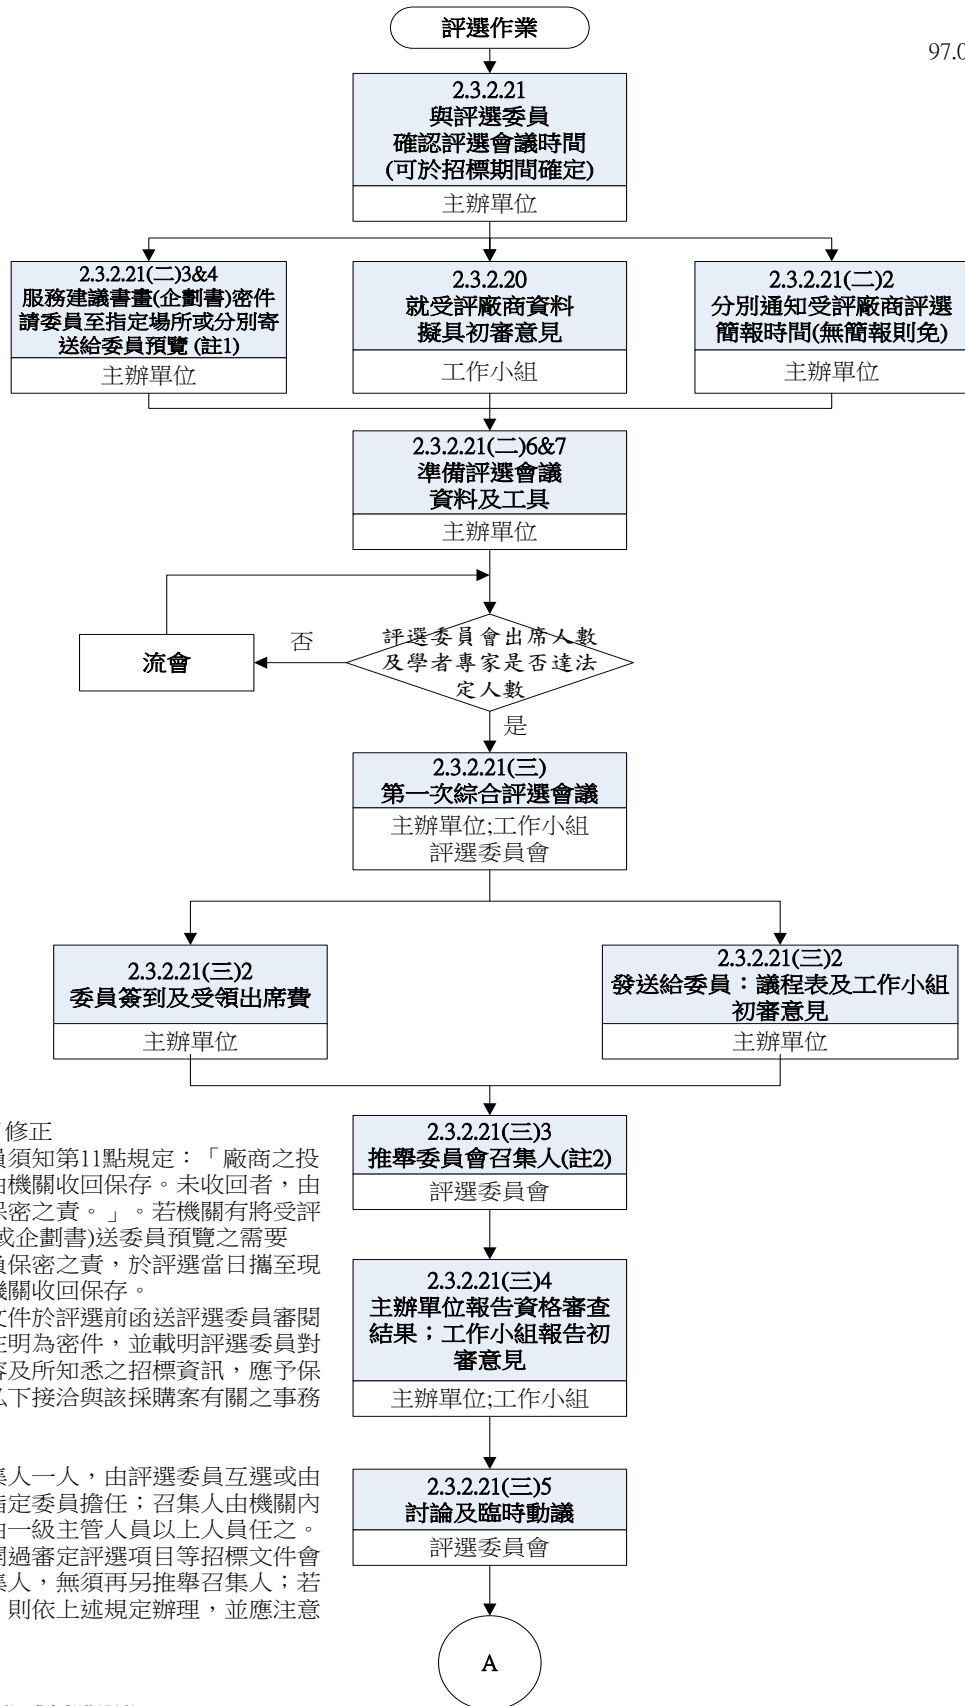 評選作業
97.0
2.3.2.21
與評選委員
確認評選會議時間
(可於招標期間確定)
主辦單位
2.3.2.21(二)3&4
服務建議書畫(企劃書)密件
請委員至指定場所或分別寄
送給委員預覽 (註1)
主辦單位
2.3.2.20
就受評廠商資料
擬具初審意見
工作小組
2.3.2.21(二)2
分別通知受評廠商評選
簡報時間(無簡報則免)
主辦單位
2.3.2.21(二)6&7
準備評選會議
資料及工具
主辦單位
評選委員會出席人數
及學者專家是否達法
定人數
否
流會
是
2.3.2.21(三)
第一次綜合評選會議
主辦單位;工作小組
評選委員會
2.3.2.21(三)2
委員簽到及受領出席費
主辦單位
2.3.2.21(三)2
發送給委員：議程表及工作小組
初審意見
主辦單位
2.3.2.21(三)3
推舉委員會召集人(註2)
評選委員會
2.3.2.21(三)4
主辦單位報告資格審查
結果；工作小組報告初
審意見
主辦單位;工作小組
2.3.2.21(三)5
討論及臨時動議
評選委員會
A
修正
員須知第11點規定：「廠商之投
由機關收回保存。未收回者，由
保密之責。」。若機關有將受評
或企劃書)送委員預覽之需要
負保密之責，於評選當日攜至現
機關收回保存。
文件於評選前函送評選委員審閱
註明為密件，並載明評選委員對
容及所知悉之招標資訊，應予保
私下接洽與該採購案有關之事務
集人一人，由評選委員互選或由
指定委員擔任；召集人由機關內
由一級主管人員以上人員任之。
開過審定評選項目等招標文件會
集人，無須再另推舉召集人；若
則依上述規定辦理，並應注意